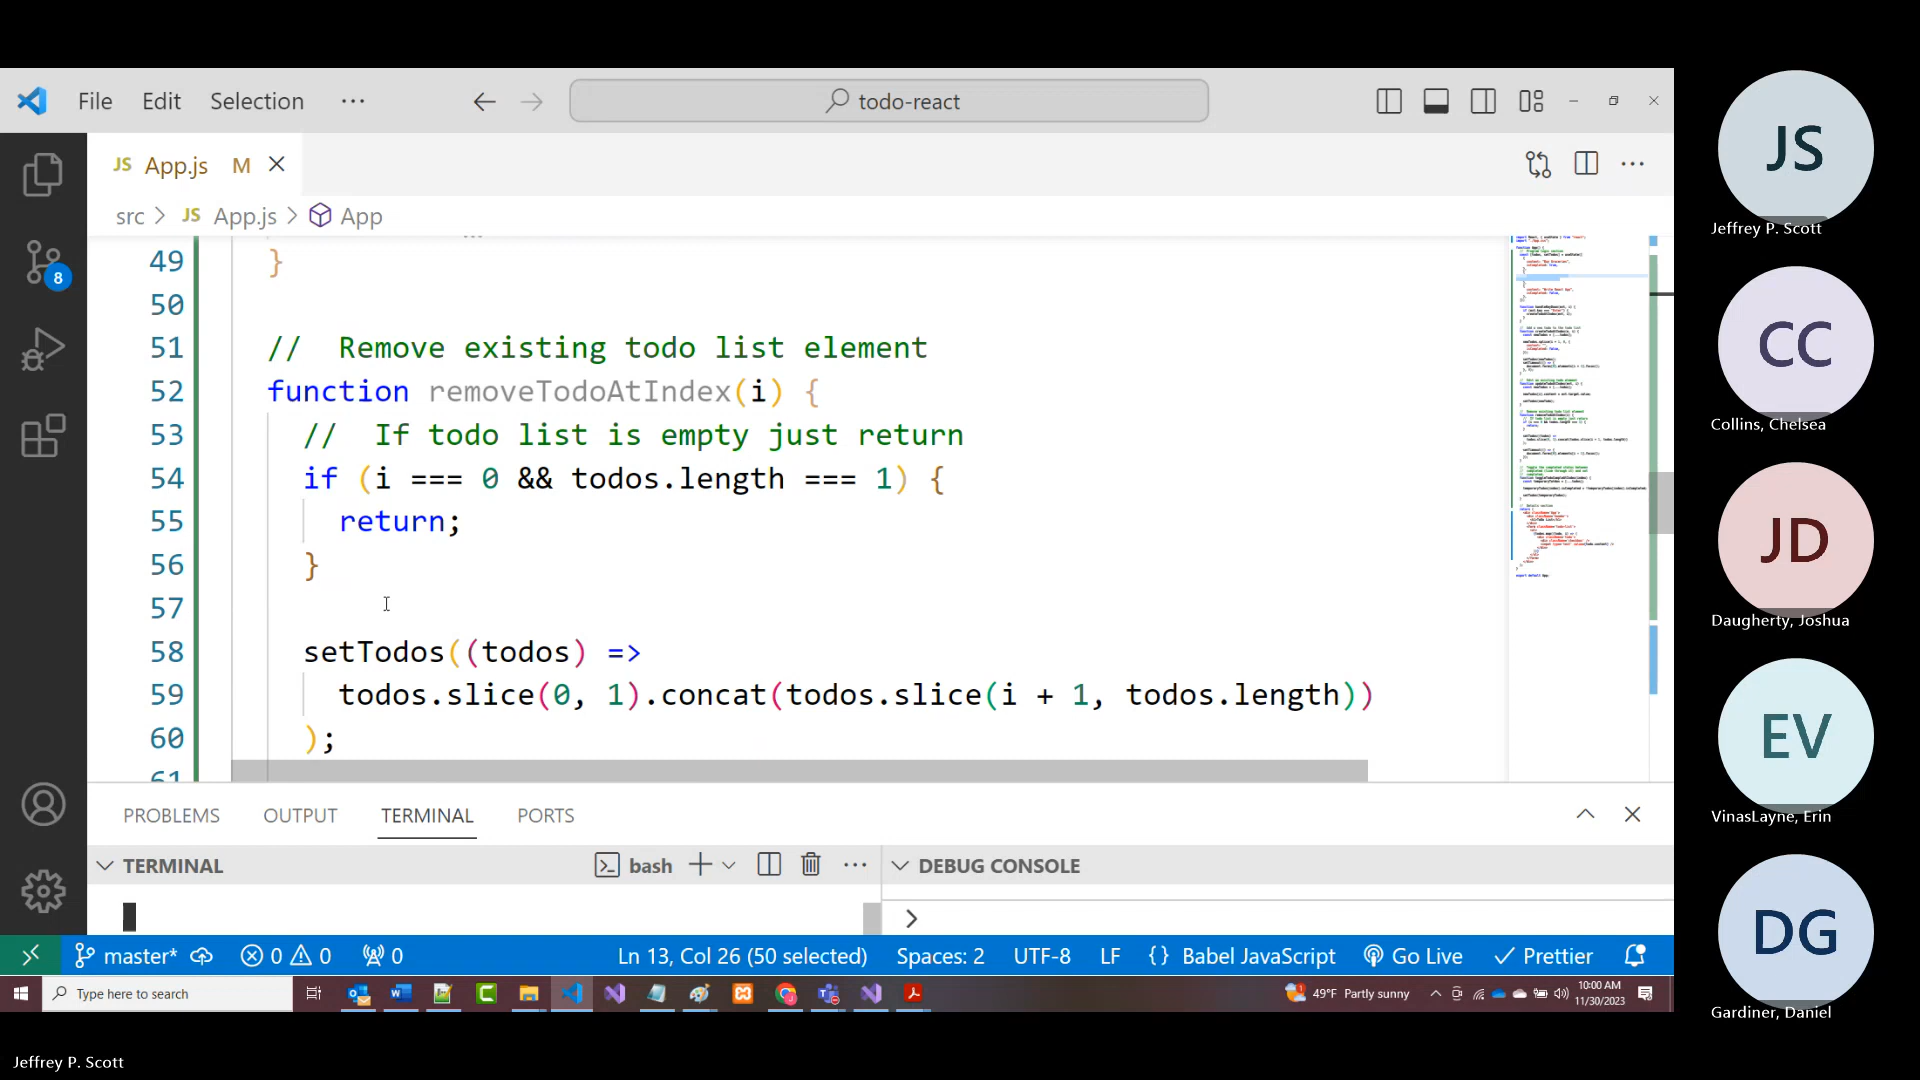 File Edit Selection ··· todo-react
JS App.js M
src > JS App.js > App
49 }
50
51 // Remove existing todo list element
52 function removeTodoAtIndex(i) {
53 // If todo list is empty just return
54 if (i === 0 && todos.length === 1) {
55 return;
56 }
57
58 setTodos((todos) =>
59 todos.slice(0, 1).concat(todos.slice(i + 1, todos.length))
60 );
61
8
PROBLEMS OUTPUT TERMINAL PORTS
TERMINAL bash DEBUG CONSOLE
>
master* 0 0 0 Ln 13, Col 26 (50 selected) Spaces: 2 UTF-8 LF {} Babel JavaScript Go Live Prettier
Type here to search 49°F Partly sunny 10:00 AM
11/30/2023
JS
Jeffrey P. Scott
CC
Collins, Chelsea
JD
Daugherty, Joshua
EV
VinasLayne, Erin
DG
Gardiner, Daniel
Jeffrey P. Scott